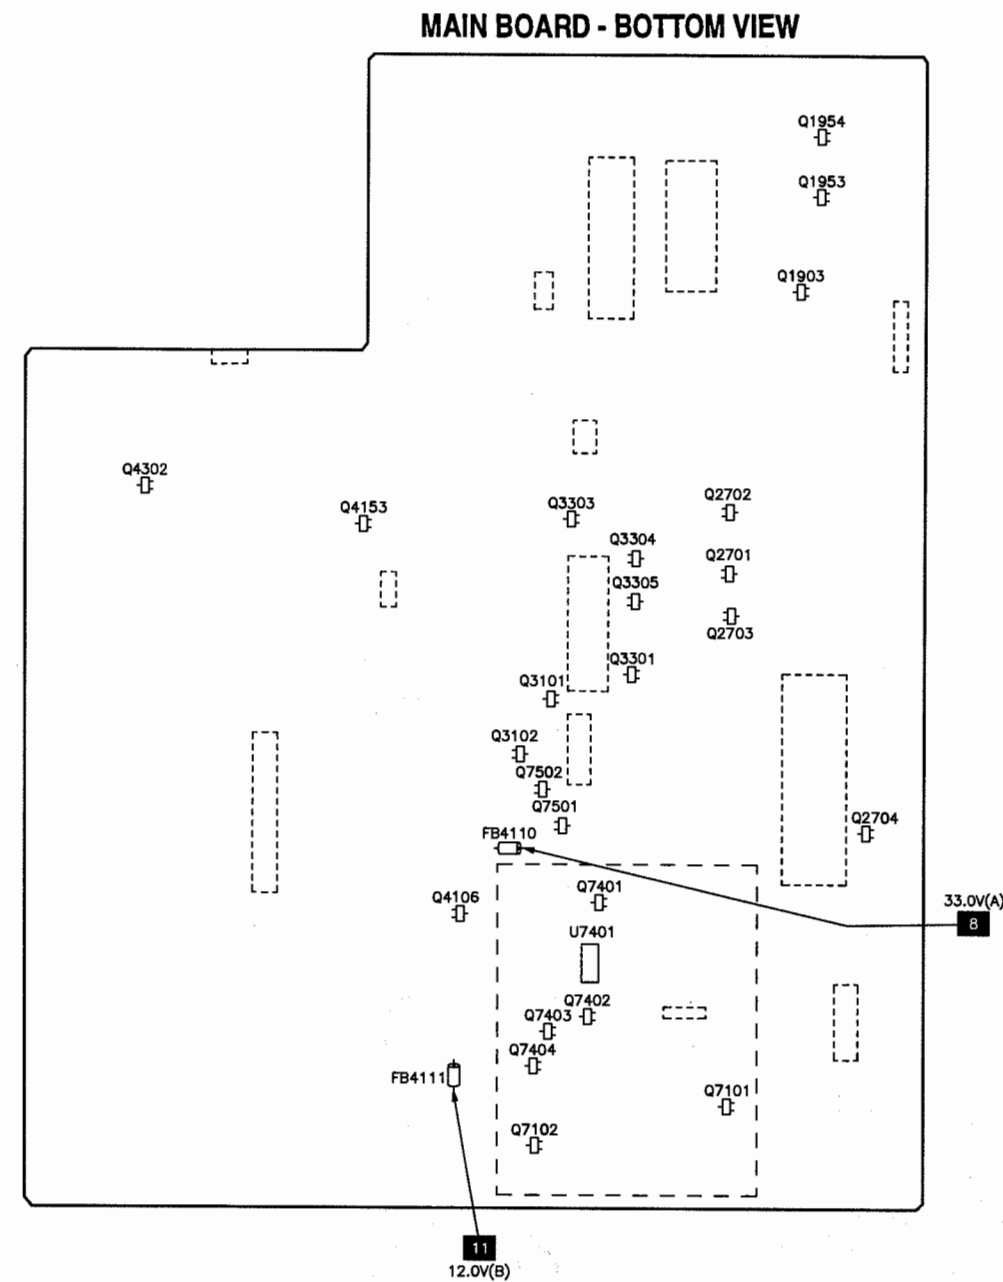 MAIN BOARD - BOTTOM VIEW
Q1954
Q1953
Q1903
Q4302
Q4153
Q3303
Q2702
Q3304
Q2701
Q3305
Q2703
Q3301
Q3101
Q3102
Q7502
Q7501
FB4110
Q2704
Q7401
Q4106
33.0V(A)
8
U7401
Q7402
Q7403
Q7404
FB4111
Q7101
Q7102
11
12.0V(B)